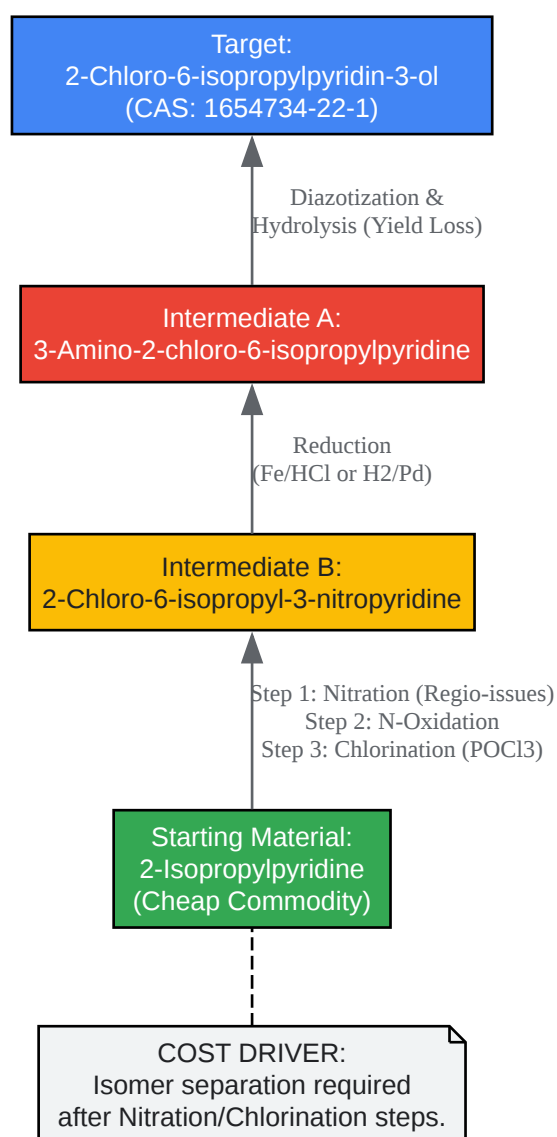 Target:
2-Chloro-6-isopropylpyridin-3-ol
(CAS: 1654734-22-1)
Diazotization &
Hydrolysis (Yield Loss)
Intermediate A:
3-Amino-2-chloro-6-isopropylpyridine
Reduction
(Fe/HCl or H2/Pd)
Intermediate B:
2-Chloro-6-isopropyl-3-nitropyridine
Step 1: Nitration (Regio-issues)
Step 2: N-Oxidation
Step 3: Chlorination (POCl3)
Starting Material:
2-Isopropylpyridine
(Cheap Commodity)
COST DRIVER:
Isomer separation required
after Nitration/Chlorination steps.